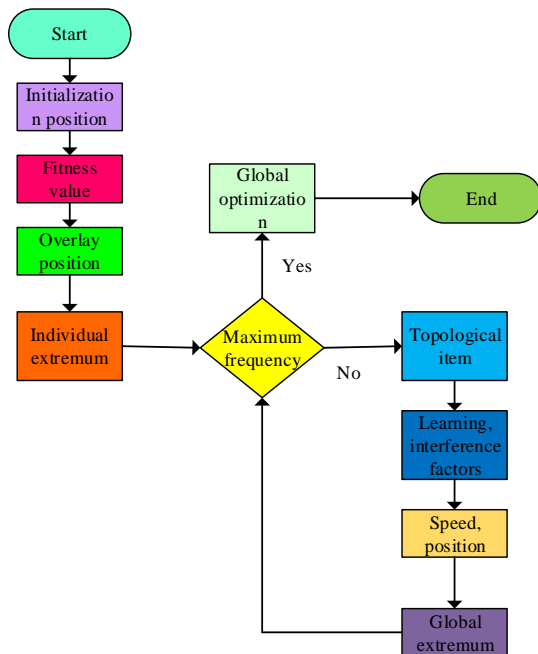 Start
Initializatio
n position
Fitness
value
Overlay
position
Individual
extremum
Global
optimizatio
n
End
Yes
Maximum
frequency
No
Topological
item
Learning,
interference
factors
Speed,
position
Global
extremum